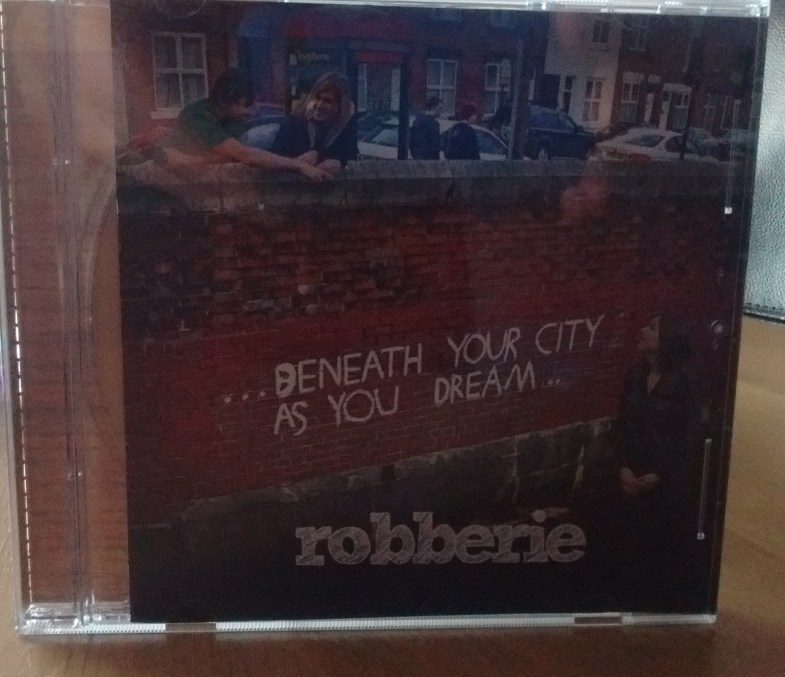 ...BENEATH YOUR CITY
AS YOU DREAM...
robberie